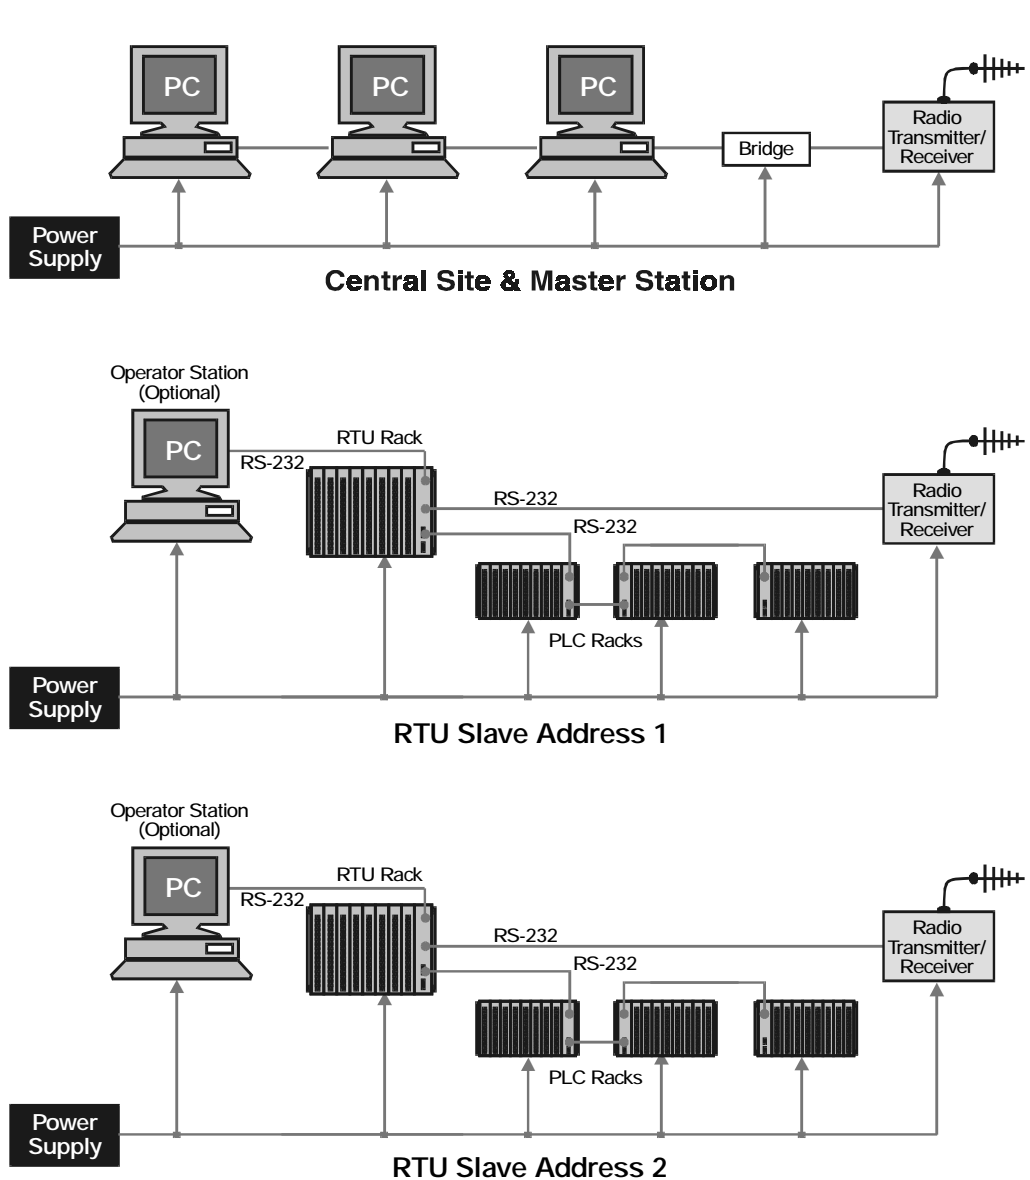 PC
PC
PC
Bridge
Radio
Transmitter/
Receiver
Power
Supply
Central Site & Master Station
Operator Station
(Optional)
PC
RS-232
RTU Rack
RS-232
RS-232
Radio
Transmitter/
Receiver
PLC Racks
Power
Supply
RTU Slave Address 1
Operator Station
(Optional)
PC
RS-232
RTU Rack
RS-232
RS-232
Radio
Transmitter/
Receiver
PLC Racks
Power
Supply
RTU Slave Address 2